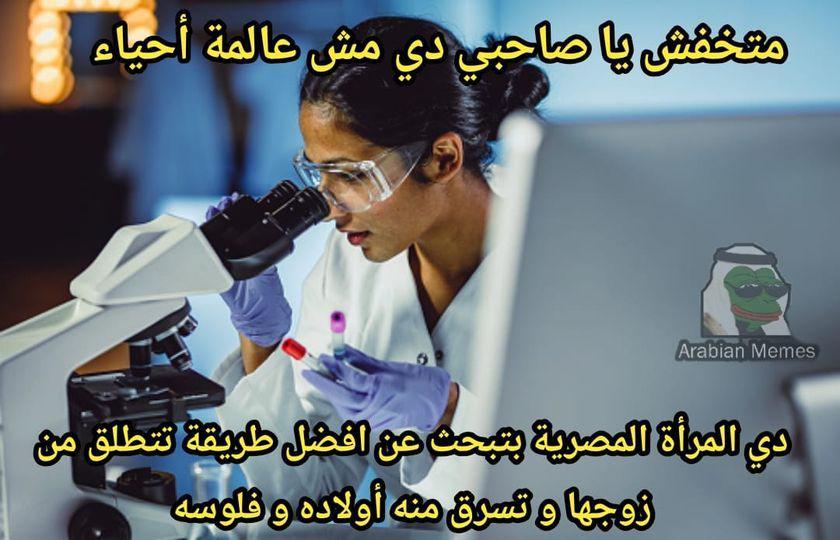 متخفش يا صاحبي دي مش عالمة أحياء
Arabian Memes
دي المرأة المصرية بتبحث عن افضل طريقة تتطلق من
زوجها و تسرق منه أولاده و فلوسه